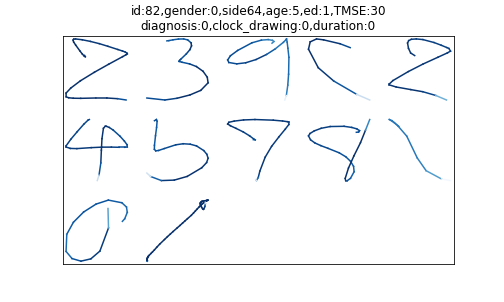 id:82,gender:0,side64,age:5,ed:1,TMSE:30
diagnosis:0,clock_drawing:0,duration:0
2 3 9 2
4 5 7 8